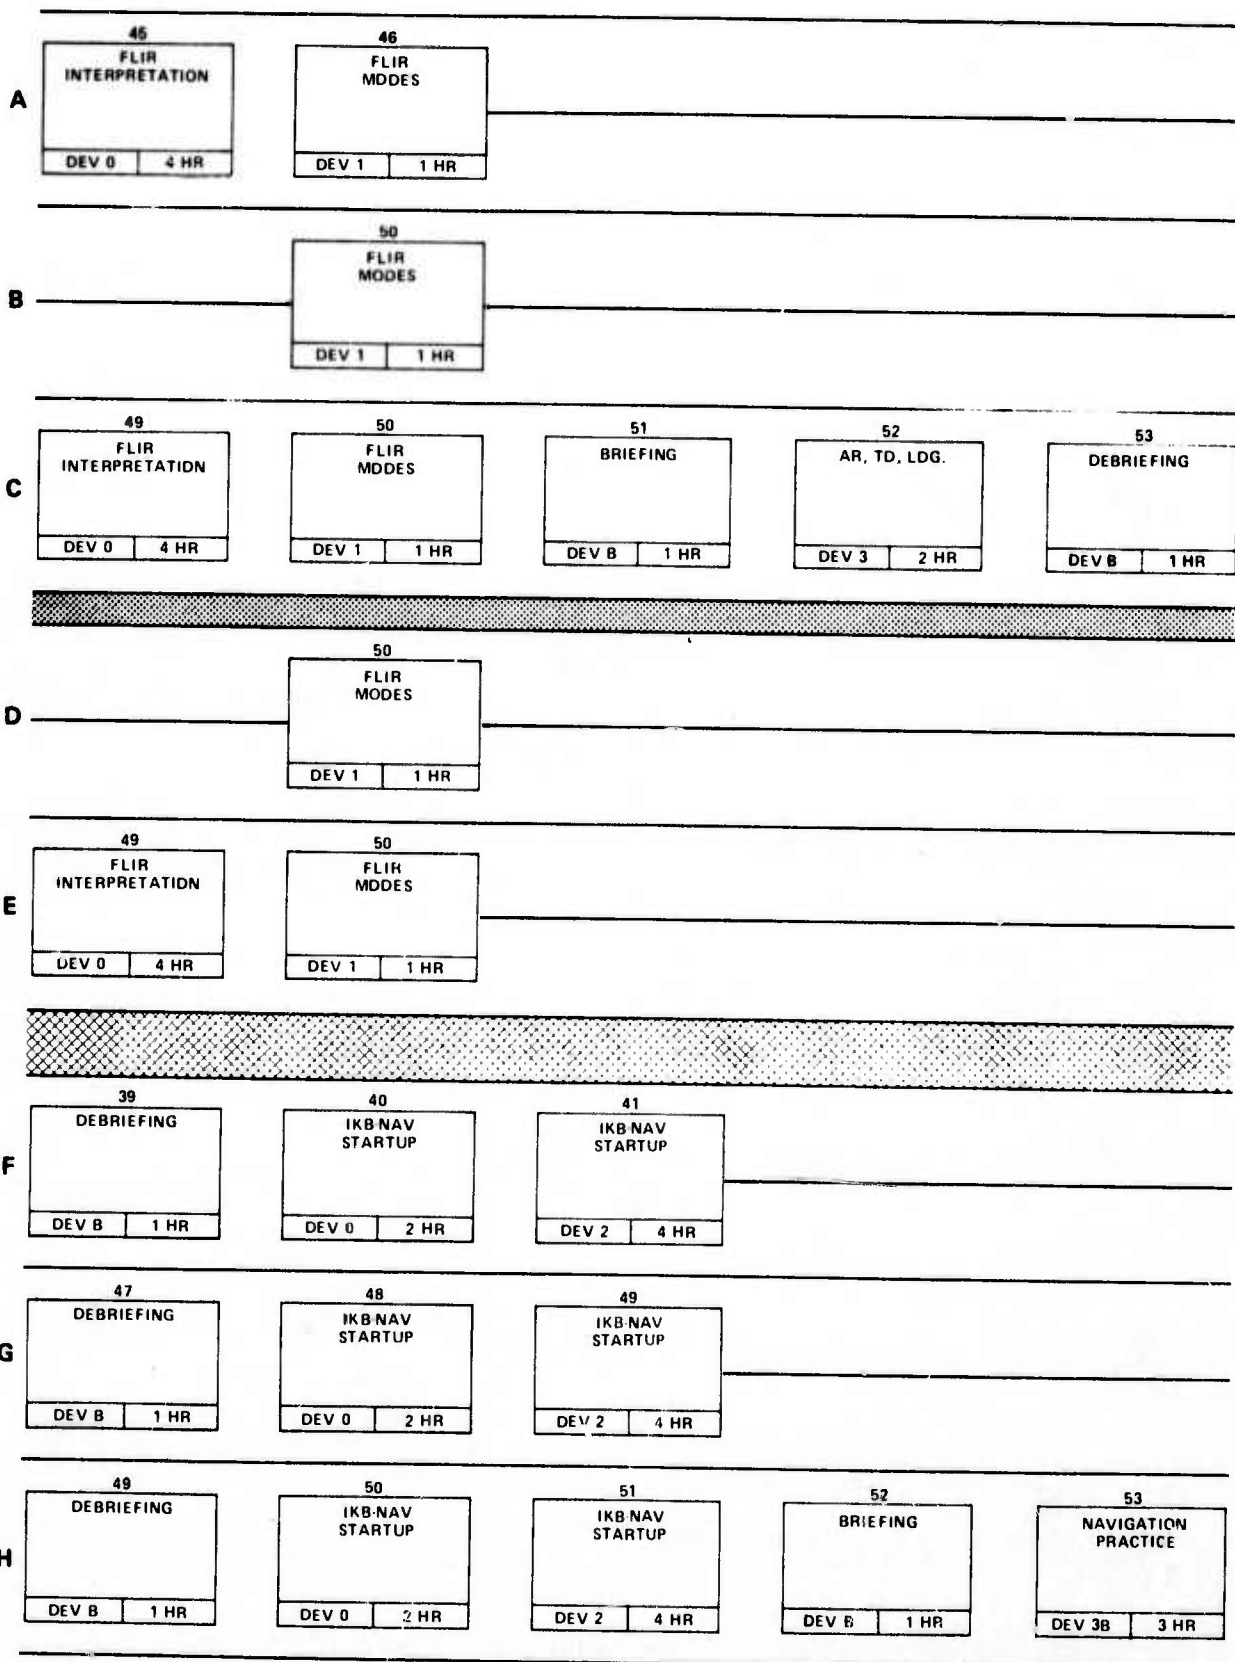 45
FLIR
INTERPRETATION
DEV 0 4 HR
46
FLIR
MDDES
DEV 1 1 HR
A
50
FLIR
MODES
DEV 1 1 HR
B
49
FLIR
INTERPRETATIDN
DEV 0 4 HR
50
FLIR
MDDES
DEV 1 1 HR
51
BRIEFING
DEV B 1 HR
52
AR, TD, LDG.
DEV 3 2 HR
53
DEBRIEFING
DEV B 1 HR
C
50
FLIR
MODES
DEV 1 1 HR
D
49
FLIR
INTERPRETATIDN
DEV 0 4 HR
50
FLIR
MDDES
DEV 1 1 HR
E
39
DEBRIEFING
DEV B 1 HR
40
IKB-NAV
STARTUP
DEV 0 2 HR
41
IKB-NAV
STARTUP
DEV 2 4 HR
F
47
DEBRIEFING
DEV B 1 HR
48
IKB-NAV
STARTUP
DEV 0 2 HR
49
IKB-NAV
STARTUP
DEV 2 4 HR
G
49
DEBRIEFING
DEV B 1 HR
50
IKB-NAV
STARTUP
DEV 0 2 HR
51
IKB-NAV
STARTUP
DEV 2 4 HR
52
BRIEFING
DEV B 1 HR
53
NAVIGATION
PRACTICE
DEV 3B 3 HR
H